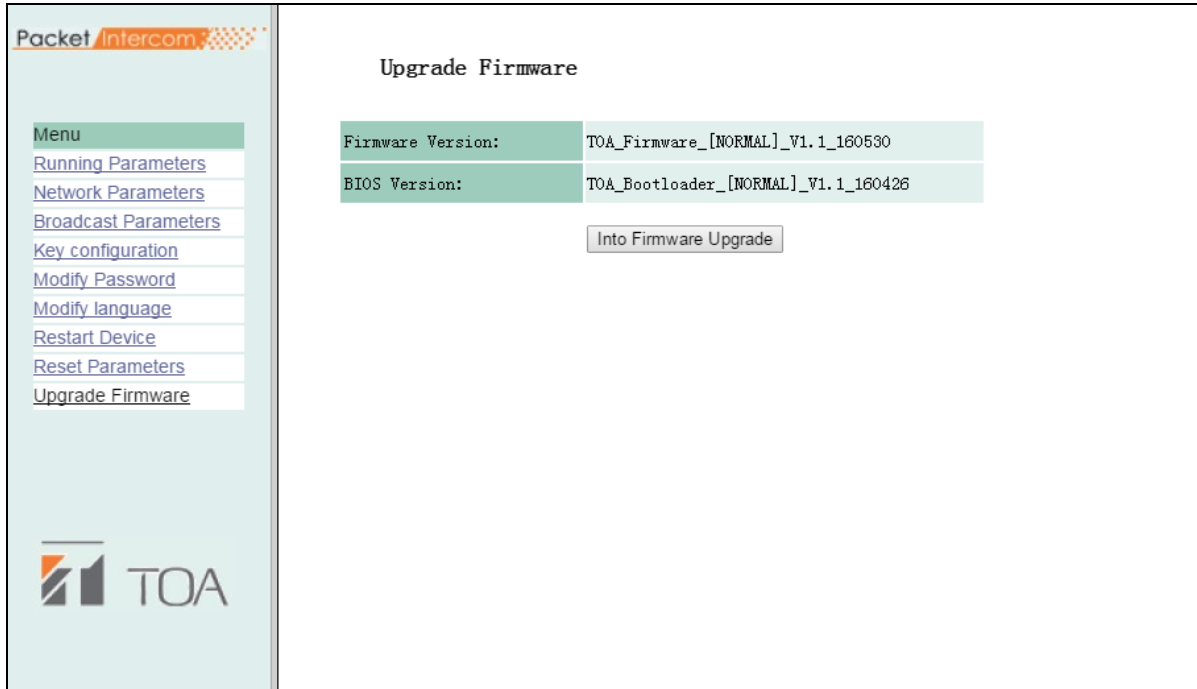 Packet Intercom
Menu
Running Parameters
Network Parameters
Broadcast Parameters
Key configuration
Modify Password
Modify language
Restart Device
Reset Parameters
Upgrade Firmware
TOA
Upgrade Firmware
Firmware Version: TOA_Firmware_[NORMAL]_V1.1_160530
BIOS Version: TOA_Bootloader_[NORMAL]_V1.1_160426
Into Firmware Upgrade